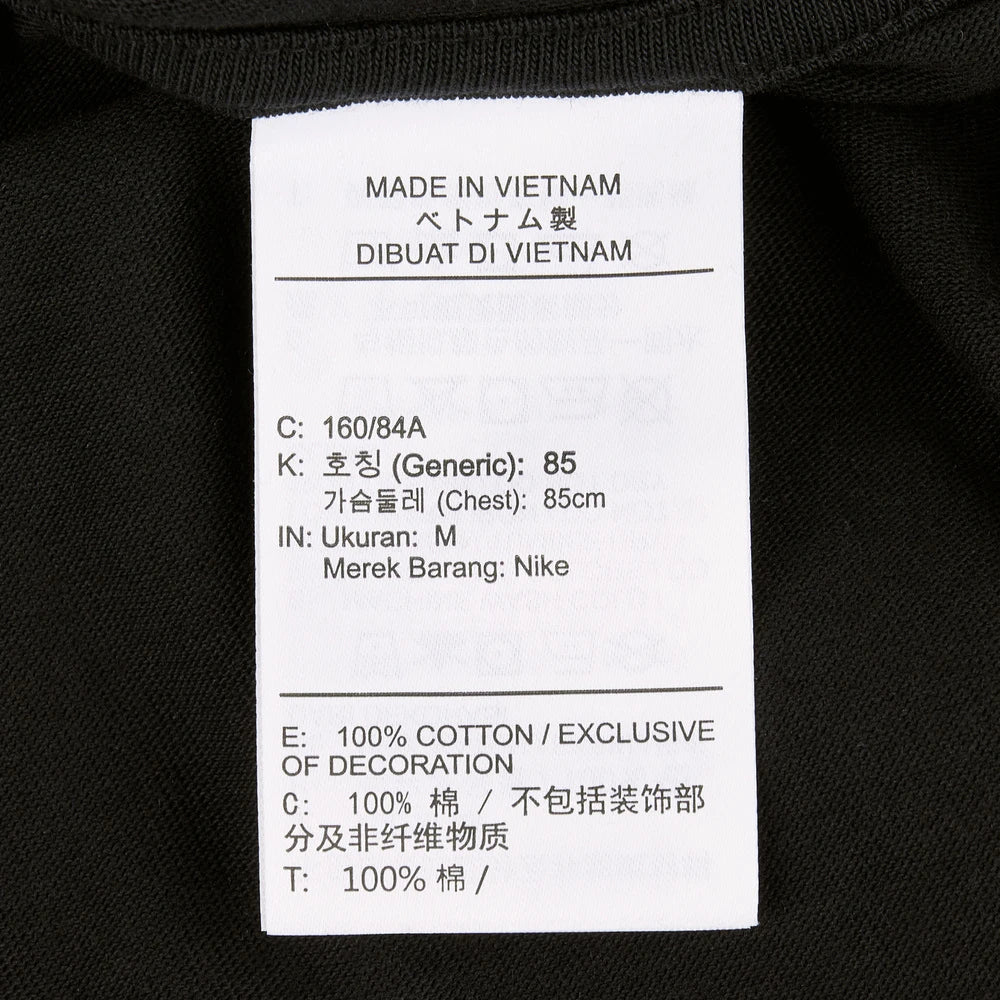 MADE IN VIETNAM
ベトナム製
DIBUAT DI VIETNAM
C: 160/84A
K: 호칭 (Generic): 85
가슴둘레 (Chest): 85cm
IN: Ukuran: M
Merek Barang: Nike
E: 100% COTTON / EXCLUSIVE
OF DECORATION
C: 100% 棉 / 不包括装饰部
分及非纤维物质
T: 100% 棉 /